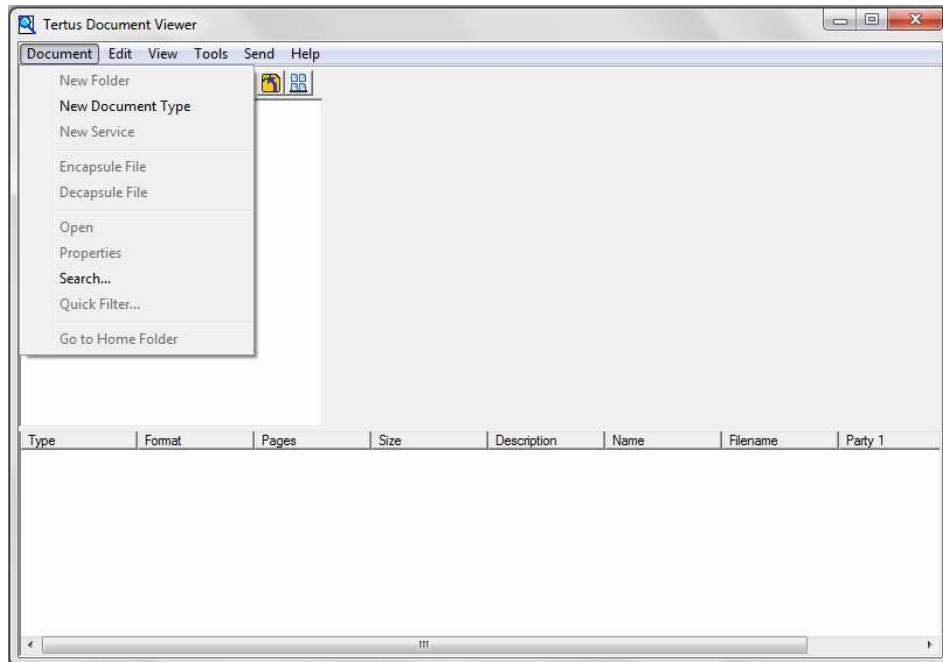 Tertus Document Viewer
Document Edit View Tools Send Help
New Folder
New Document Type
New Service
Encapsule File
Decapsule File
Open
Properties
Search...
Quick Filter...
Go to Home Folder
Type Format Pages Size Description Name Filename Party 1